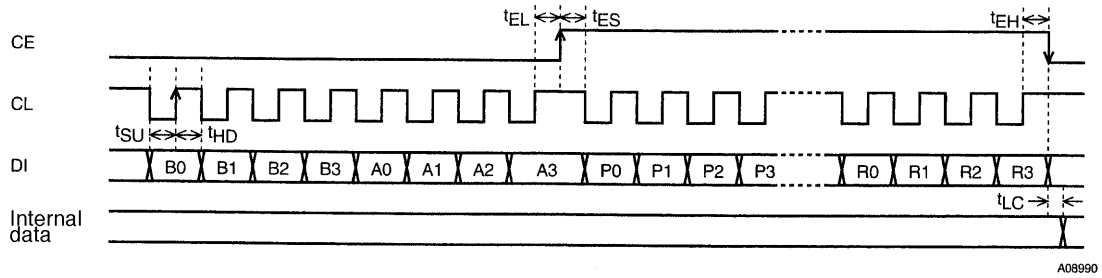 tEL tES tEH
CE
CL
tSU tHD
DI B0 B1 B2 B3 A0 A1 A2 A3 P0 P1 P2 P3 R0 R1 R2 R3
tLC
Internal
data
A08990